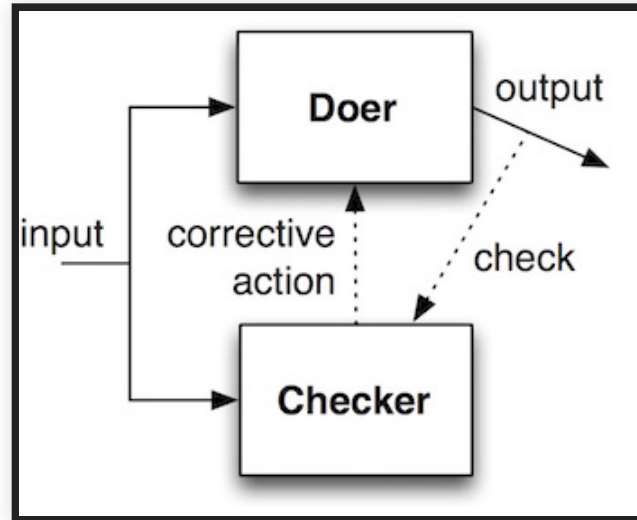 Doer
output
input
corrective
action
check
Checker